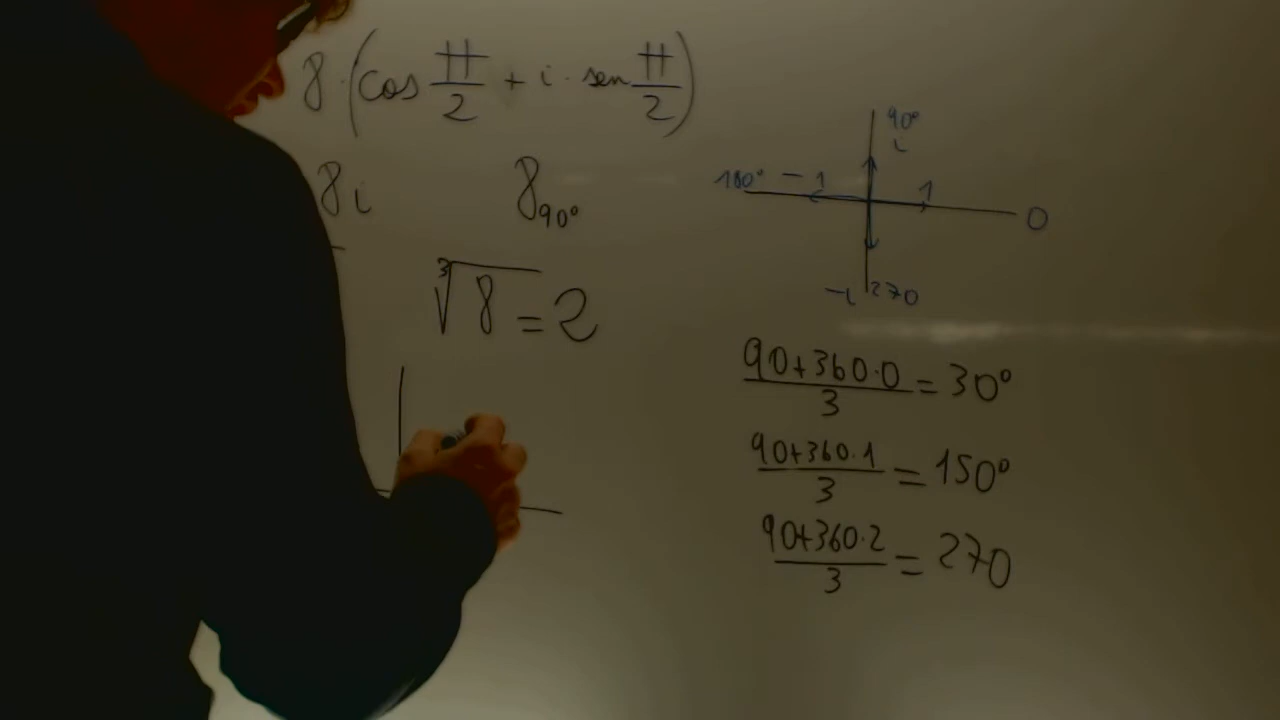 8·(cos π/2 + i·sen π/2)
8i 8₉₀°
∛8 = 2
90°
i
180° -1 1 0
-i 270
(90+360·0)/3 = 30°
(90+360·1)/3 = 150°
(90+360·2)/3 = 270